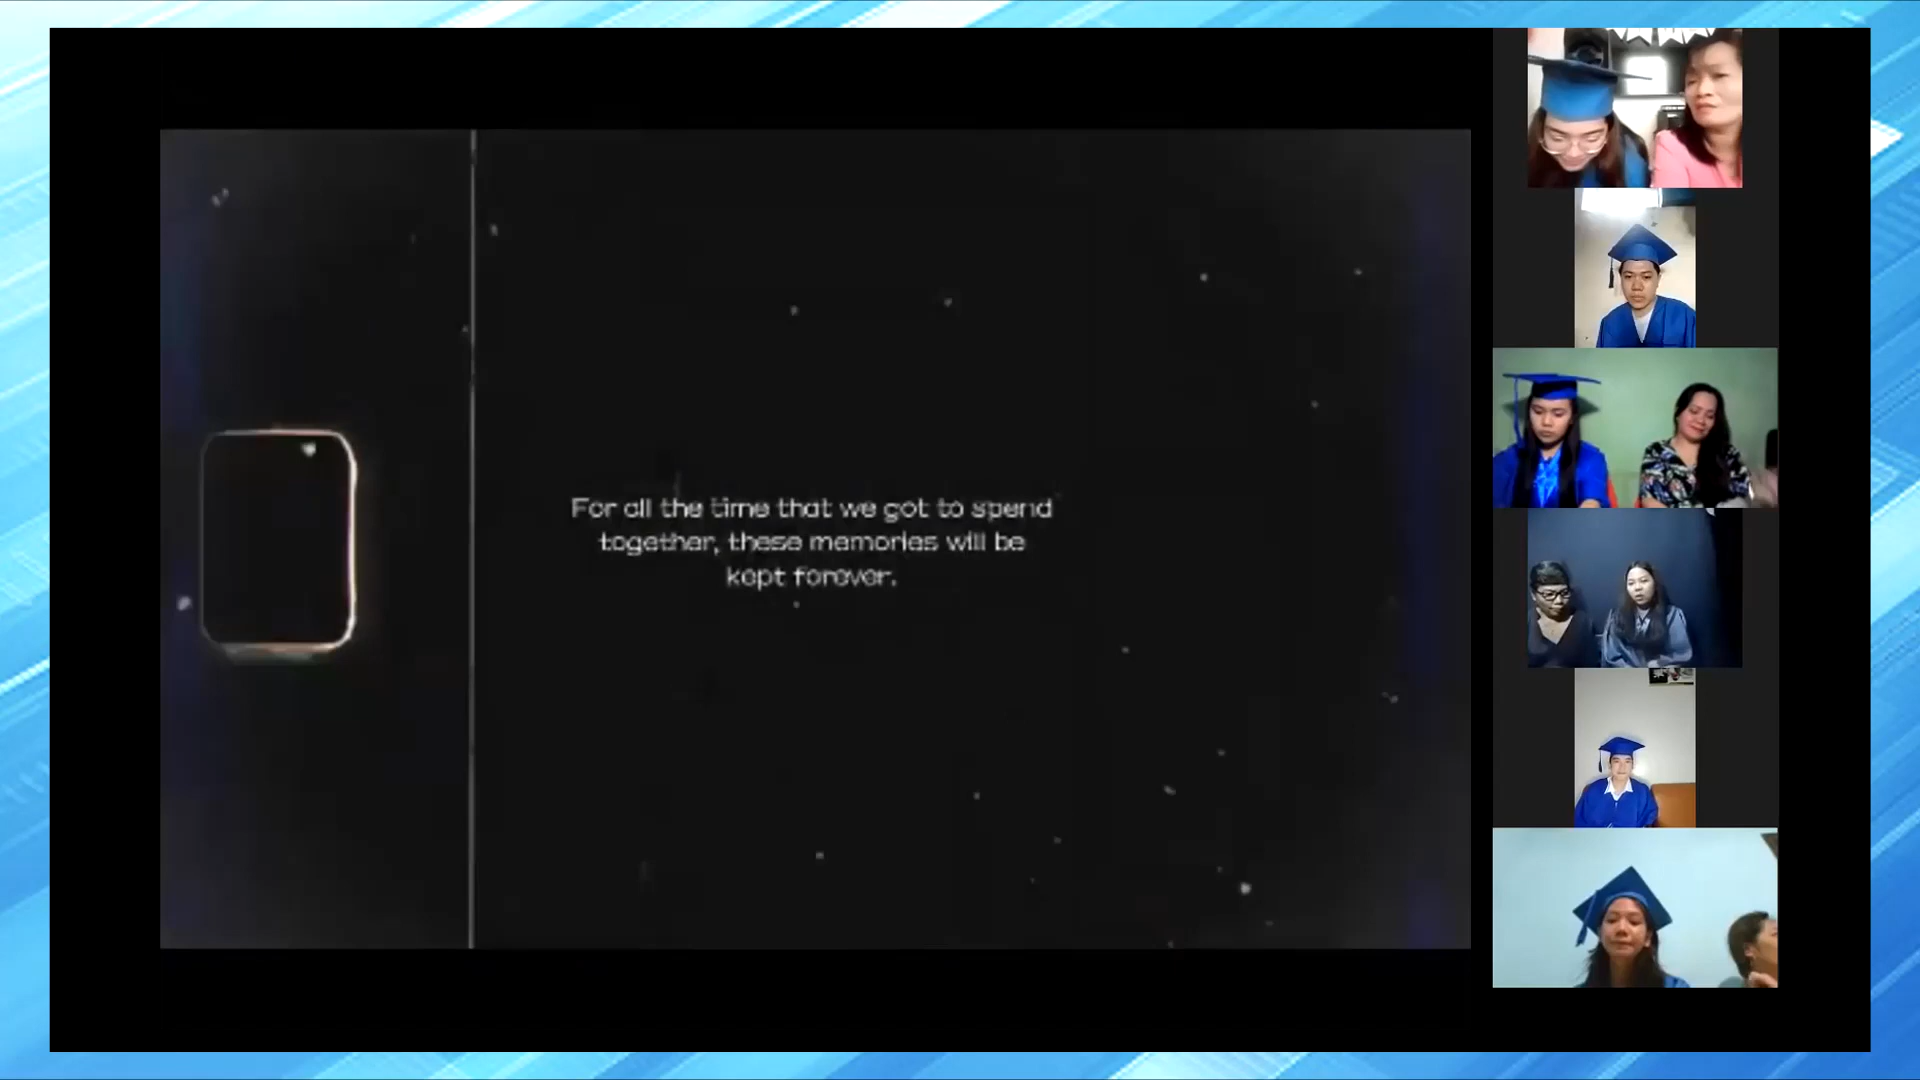 For all the time that we got to spend
together, these memories will be
kept forever.